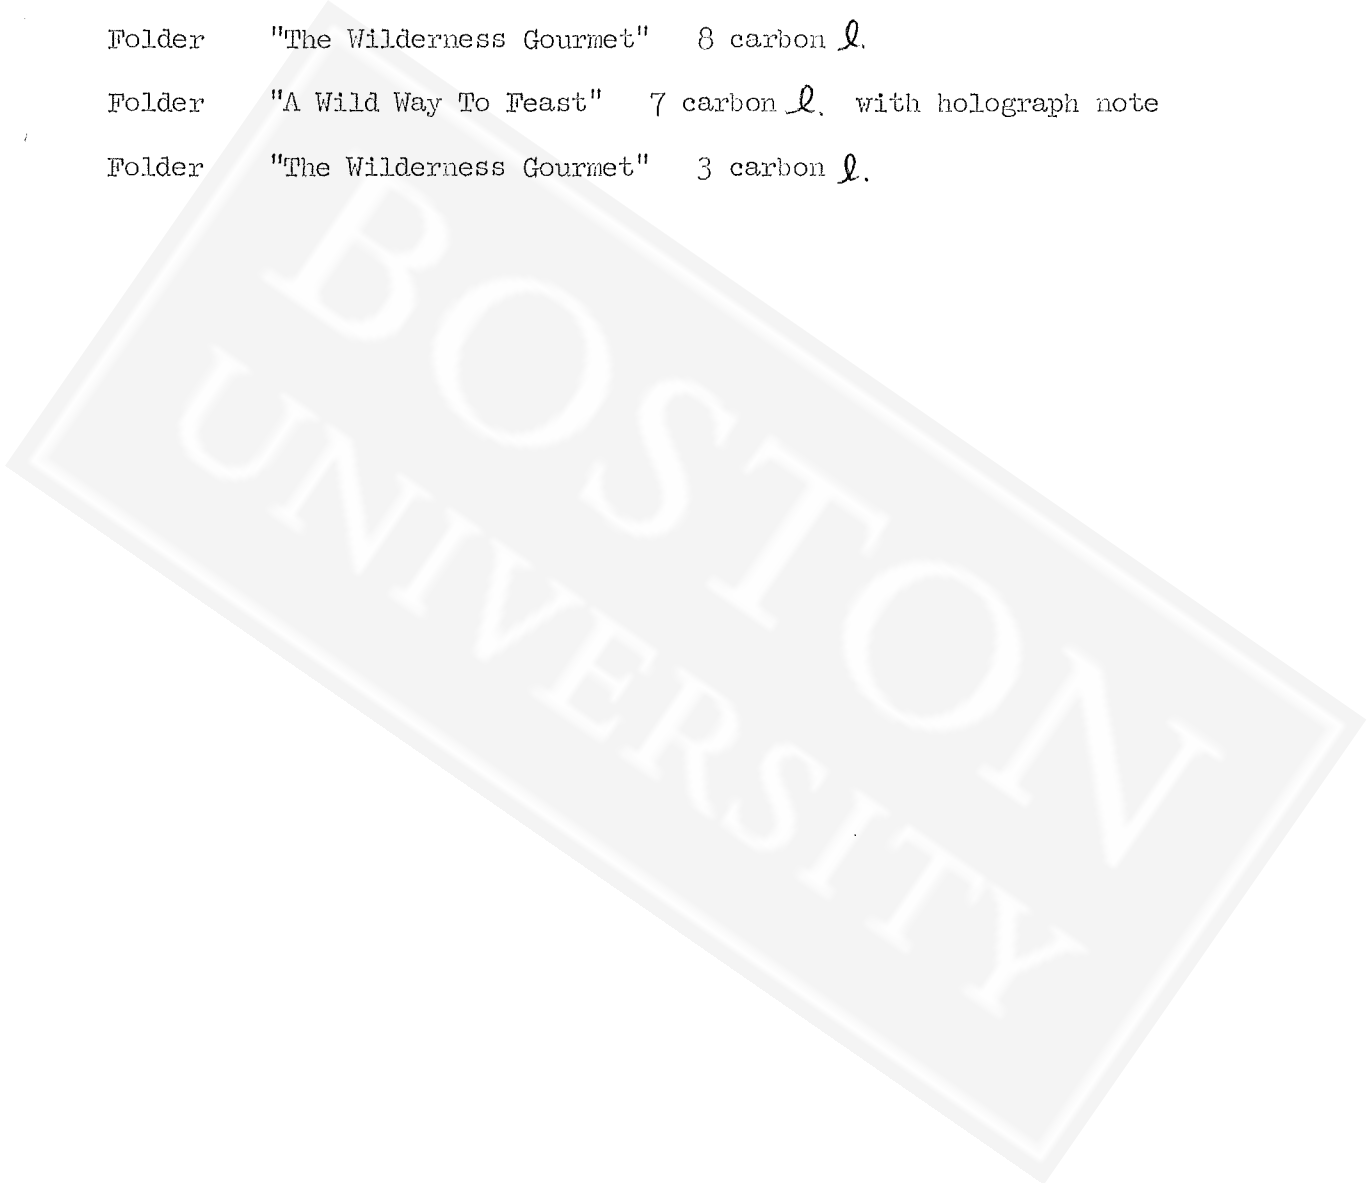 Folder "The Wilderness Gourmet" 8 carbon l.
Folder "A Wild Way To Feast" 7 carbon l. with holograph note
Folder "The Wilderness Gourmet" 3 carbon l.
BOSTON
UNIVERSITY